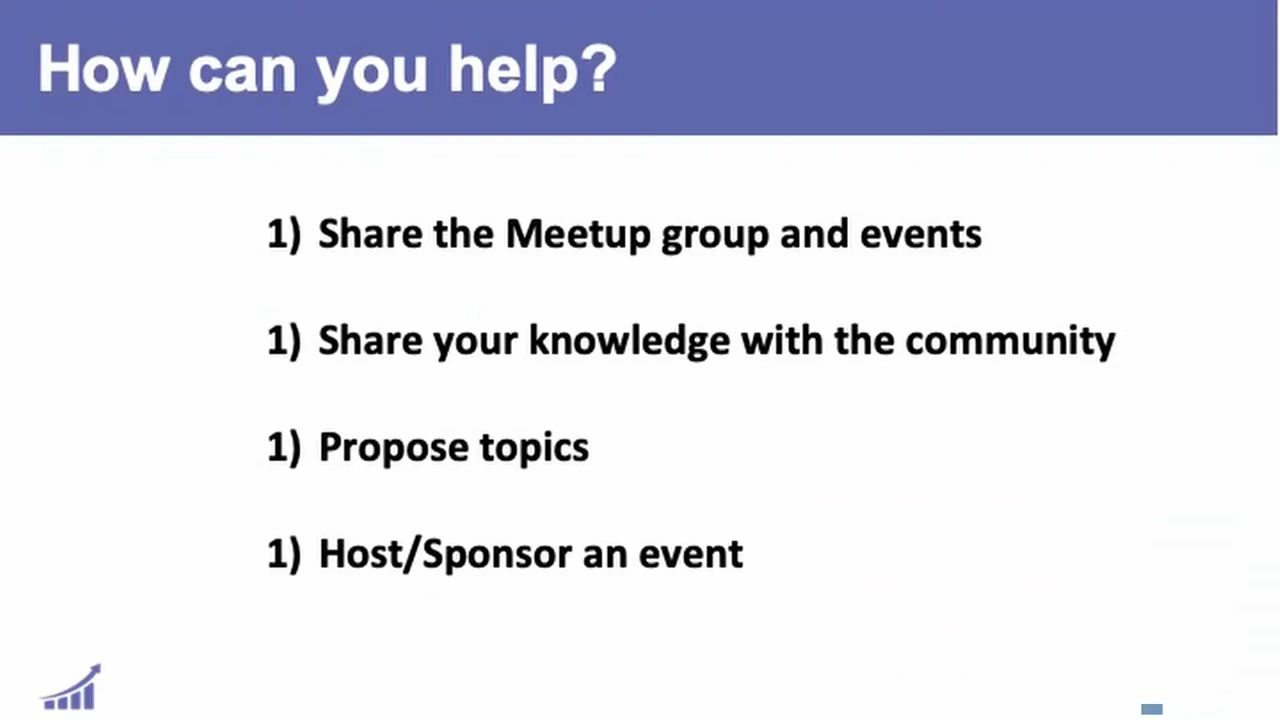 How can you help?
1) Share the Meetup group and events
1) Share your knowledge with the community
1) Propose topics
1) Host/Sponsor an event